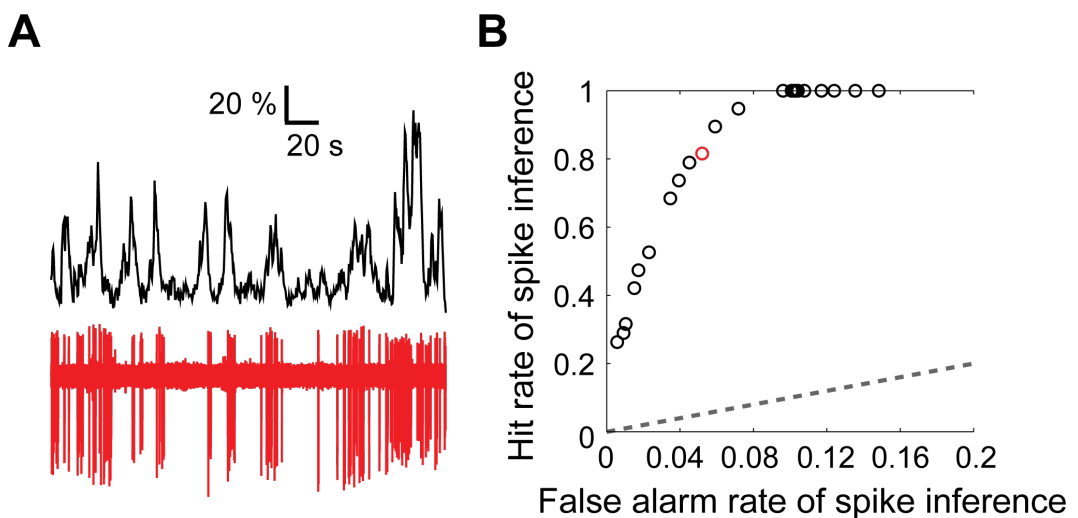 A
20 %
20 s
B
Hit rate of spike inference
1
0.8
0.6
0.4
0.2
0
0 0.04 0.08 0.12 0.16 0.2
False alarm rate of spike inference